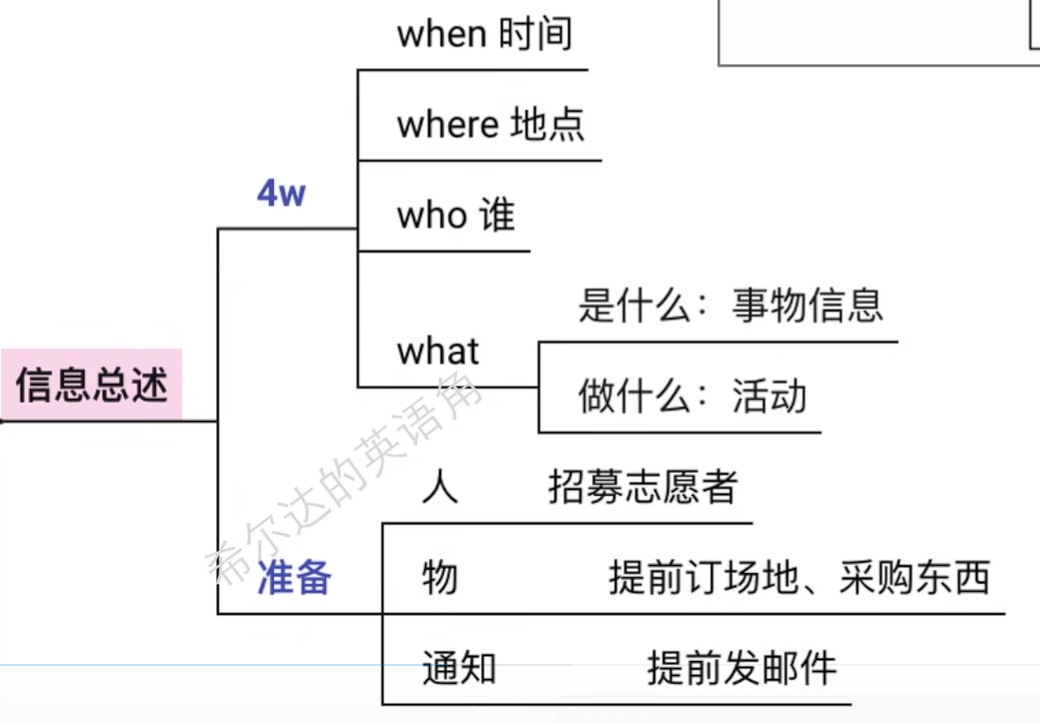 when 时间
where 地点
4w
who 谁
是什么：事物信息
what
信息总述
做什么：活动
希尔达的英语角
人 招募志愿者
准备
物 提前订场地、采购东西
通知 提前发邮件